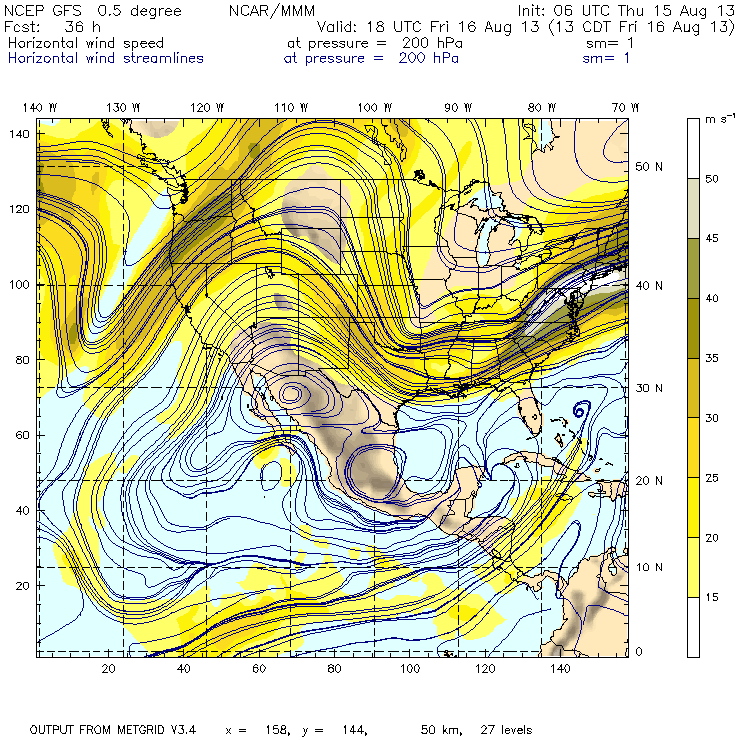 NCEP GFS 0.5 degree NCAR/MMM Init: 06 UTC Thu 15 Aug 13
Fcst: 36 h Valid: 18 UTC Fri 16 Aug 13 (13 CDT Fri 16 Aug 13)
Horizontal wind speed at pressure = 200 hPa sm= 1
Horizontal wind streamlines at pressure = 200 hPa sm= 1
140 W 130 W 120 W 110 W 100 W 90 W 80 W 70 W
m s⁻¹
140
50 N
50
120
45
100
40 N
40
80
35
30 N
60
30
20 N
25
40
20
10 N
20
15
0
20 40 60 80 100 120 140
OUTPUT FROM METGRID V3.4 x = 158, y = 144, 50 km, 27 levels